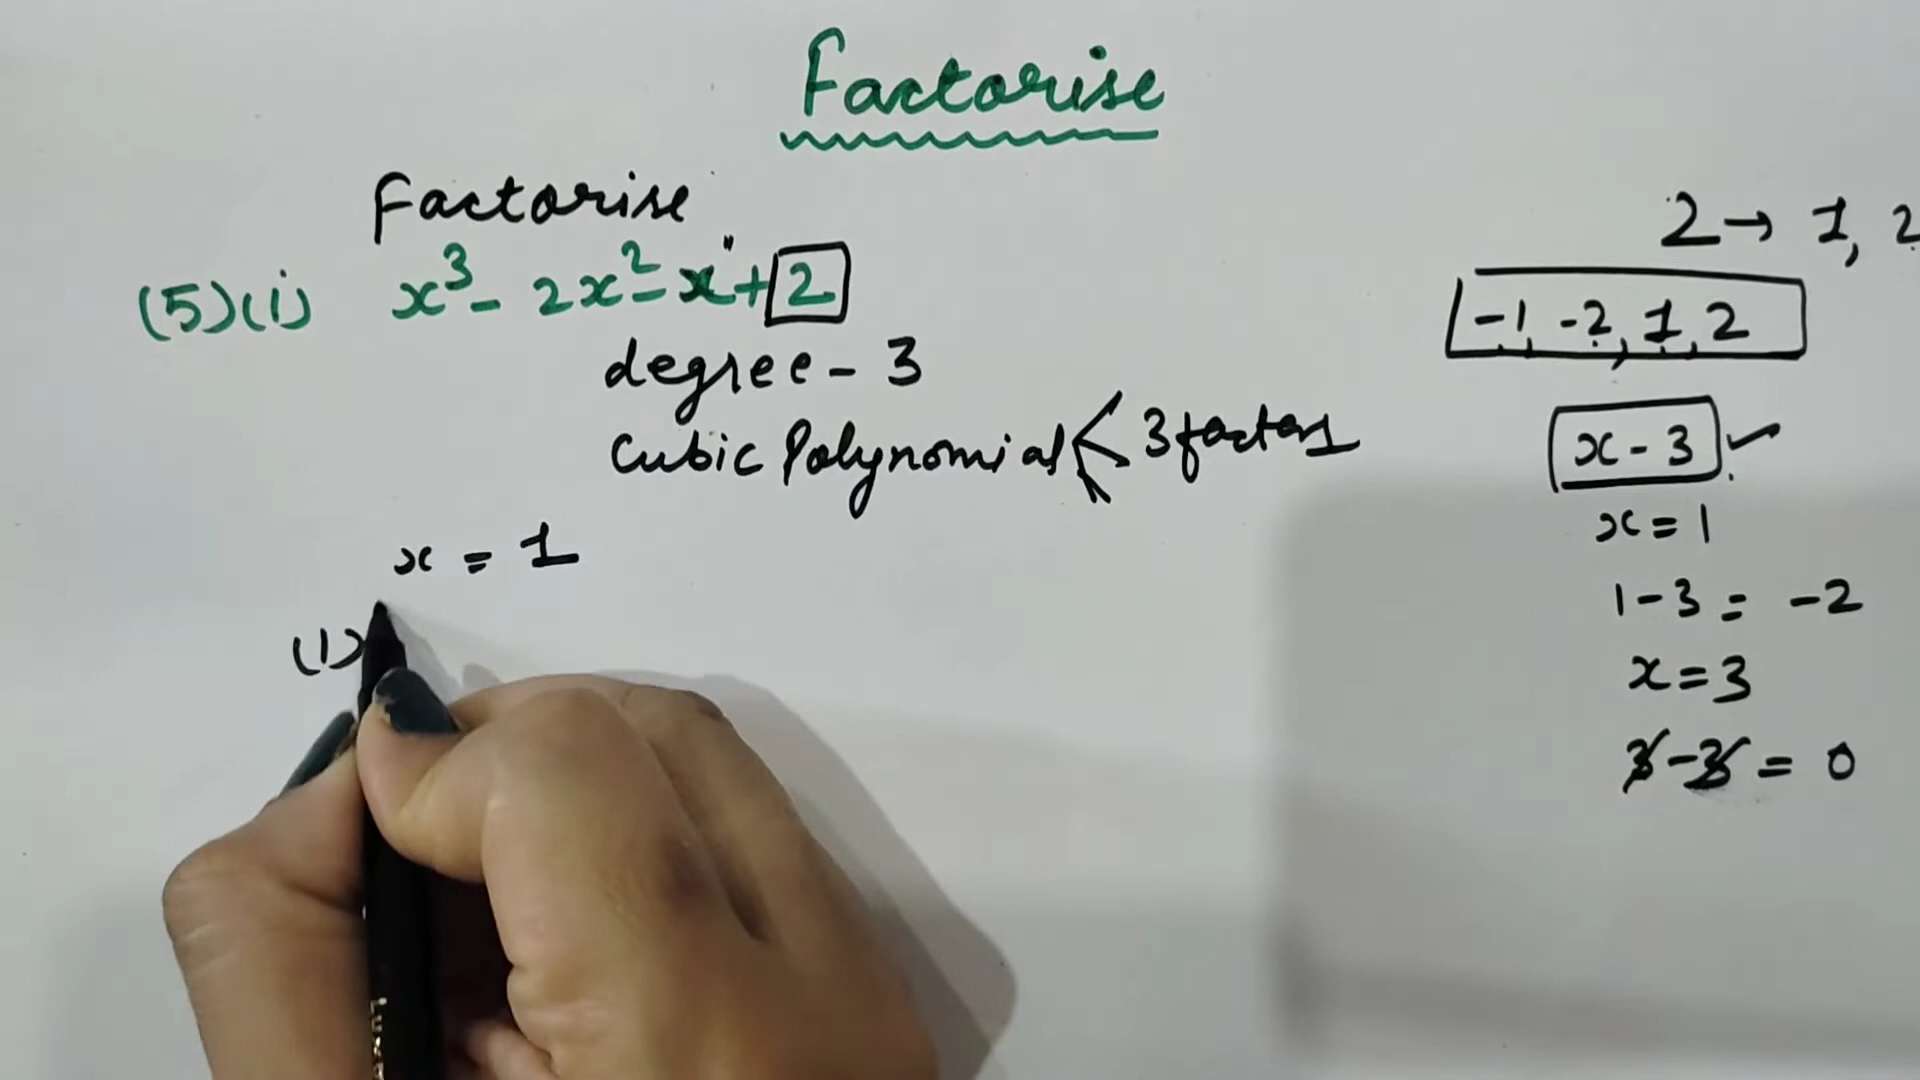 Factorise
Factorise
(5)(i) x³ - 2x² - x + 2
degree - 3
Cubic Polynomial < 3 factors
x = 1
(1)
2 → 1, 2
-1, -2, 1, 2
x - 3 ✓
x = 1
1 - 3 = -2
x = 3
3 - 3 = 0